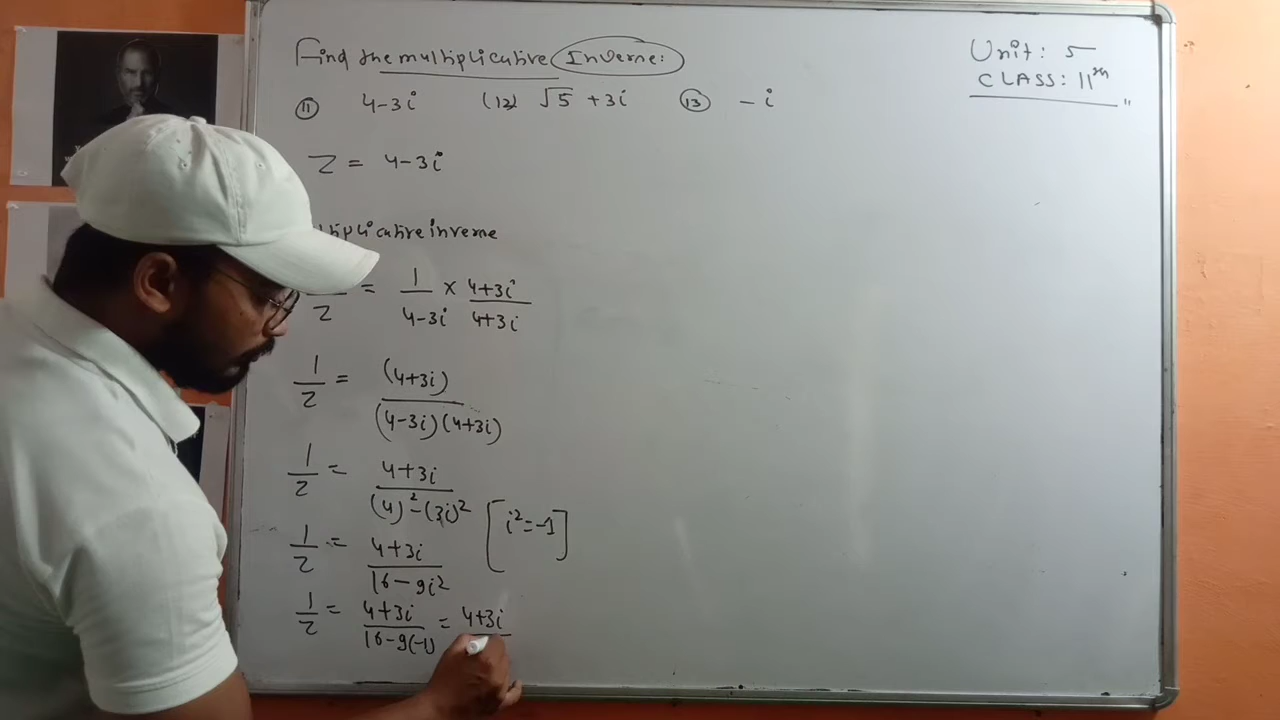 Find the multiplicative Inverse:
Unit: 5
CLASS: 11th
(11) 4-3i (12) √5 + 3i (13) -i
Z = 4-3i
inverse
Z = 1/4-3i × 4+3i/4+3i
1/Z = (4+3i)/(4-3i)(4+3i)
1/Z = 4+3i/(4)²-(3i)² [i²=-1]
1/Z = 4+3i/16-9i²
1/Z = 4+3i/16-9(-1) = 4+3i